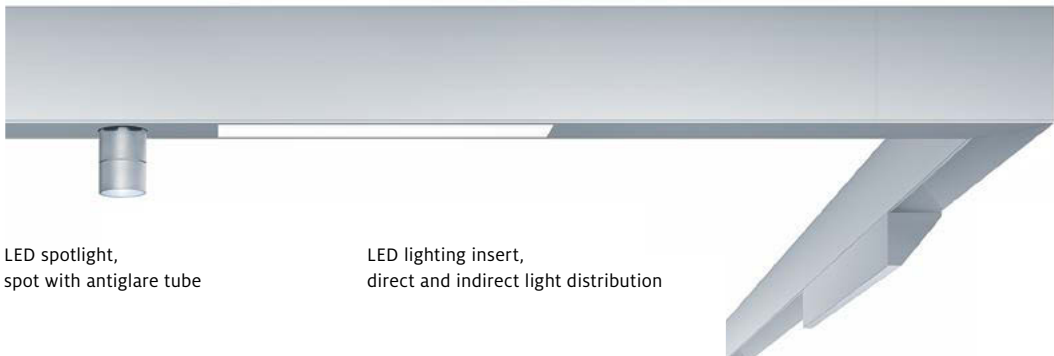 LED spotlight,
spot with antiglare tube
LED lighting insert,
direct and indirect light distribution